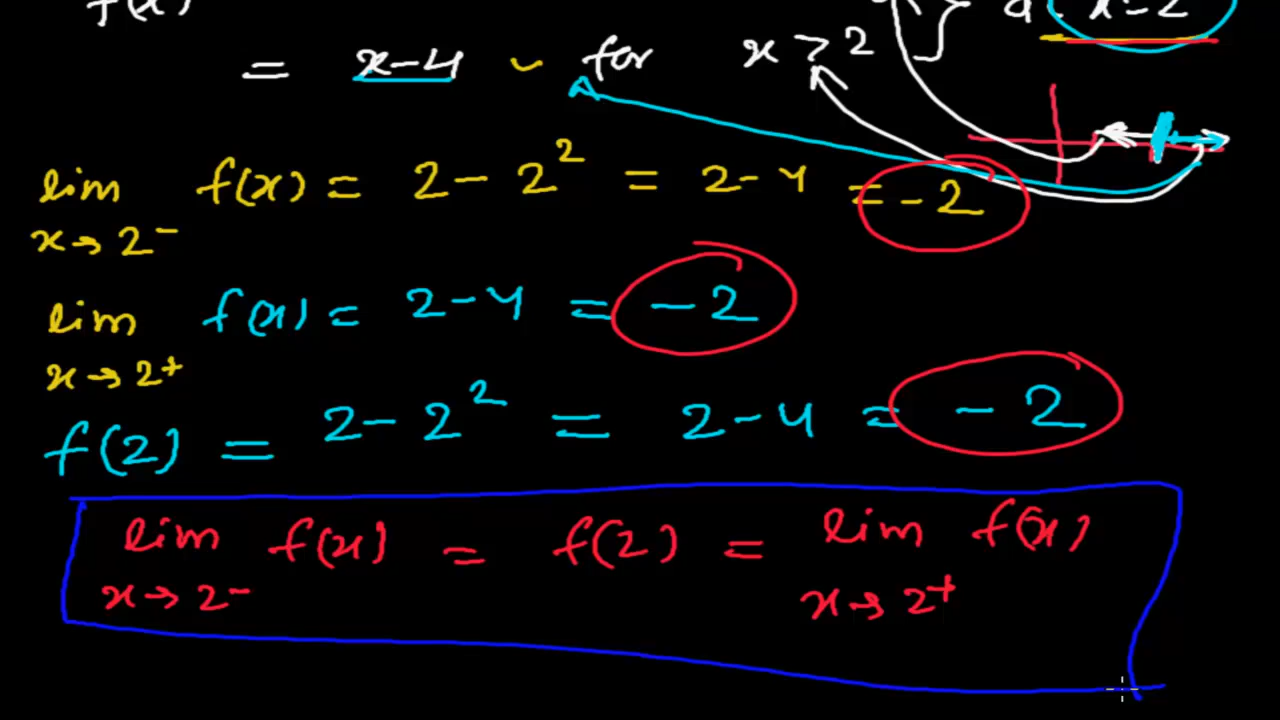 f(x)
x = 2
= x-4 for x > 2
lim f(x) = 2 - 2² = 2-4 = -2
x→2⁻
lim f(x) = 2-4 = -2
x→2⁺
f(2) = 2-2² = 2-4 = -2
lim f(x) = f(2) = lim f(x)
x→2⁻ x→2⁺